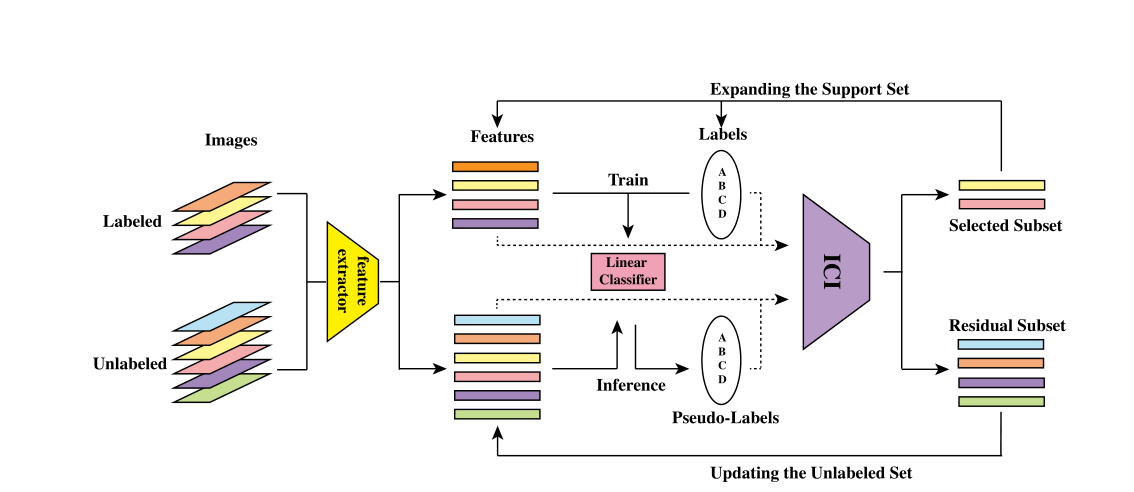 Expanding the Support Set
Images
Features
Labels
Labeled
Train
A
B
C
D
Selected Subset
feature
extractor
Linear
Classifier
ICI
Unlabeled
Inference
A
B
C
D
Pseudo-Labels
Residual Subset
Updating the Unlabeled Set